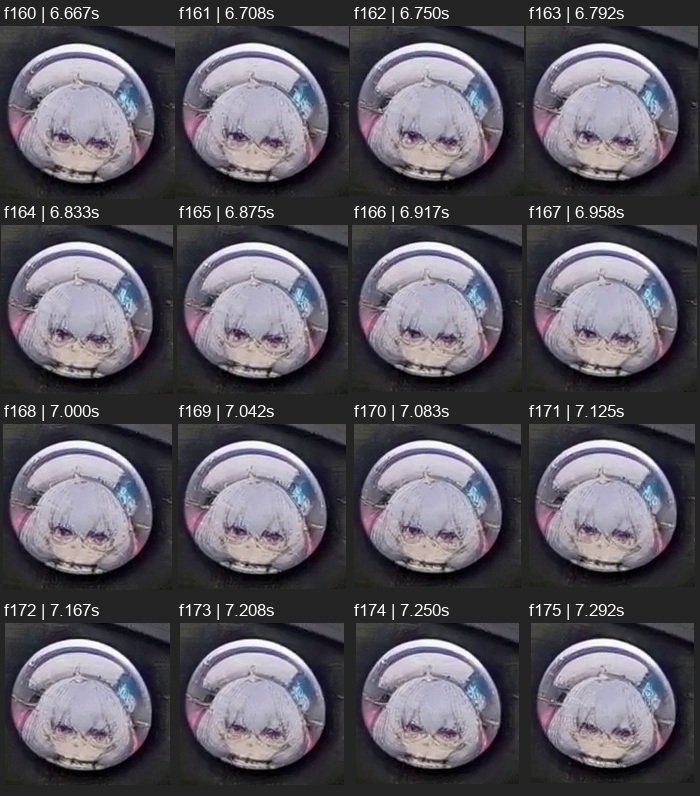 f160 | 6.667s f161 | 6.708s f162 | 6.750s f163 | 6.792s
f164 | 6.833s f165 | 6.875s f166 | 6.917s f167 | 6.958s
f168 | 7.000s f169 | 7.042s f170 | 7.083s f171 | 7.125s
f172 | 7.167s f173 | 7.208s f174 | 7.250s f175 | 7.292s